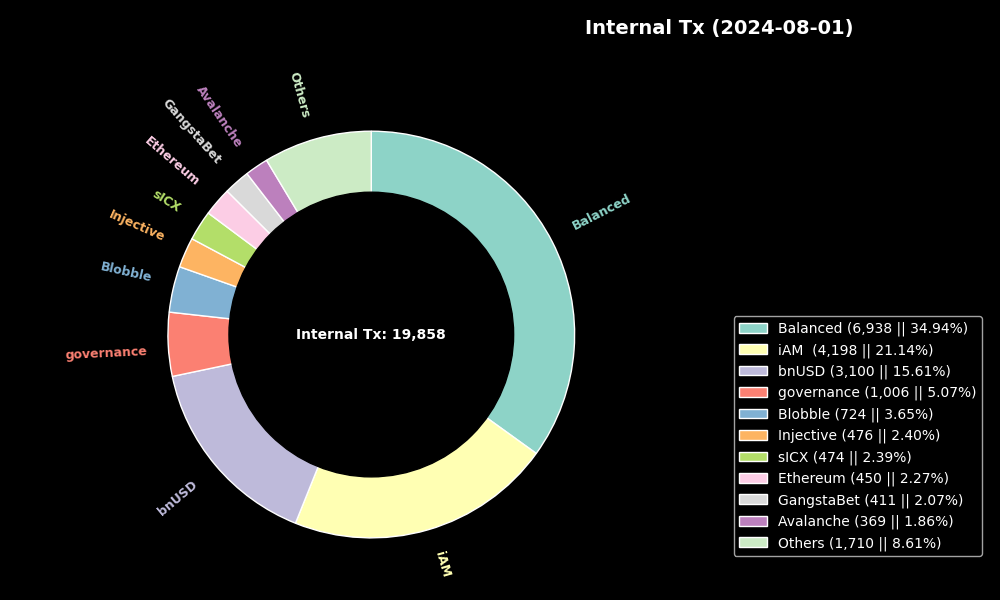 Internal Tx (2024-08-01)
Others
Avalanche
GangstaBet
Ethereum
sICX
Injective
Blobble
governance
bnUSD
iAM
Balanced
Internal Tx: 19,858
Balanced (6,938 || 34.94%)
iAM  (4,198 || 21.14%)
bnUSD (3,100 || 15.61%)
governance (1,006 || 5.07%)
Blobble (724 || 3.65%)
Injective (476 || 2.40%)
sICX (474 || 2.39%)
Ethereum (450 || 2.27%)
GangstaBet (411 || 2.07%)
Avalanche (369 || 1.86%)
Others (1,710 || 8.61%)